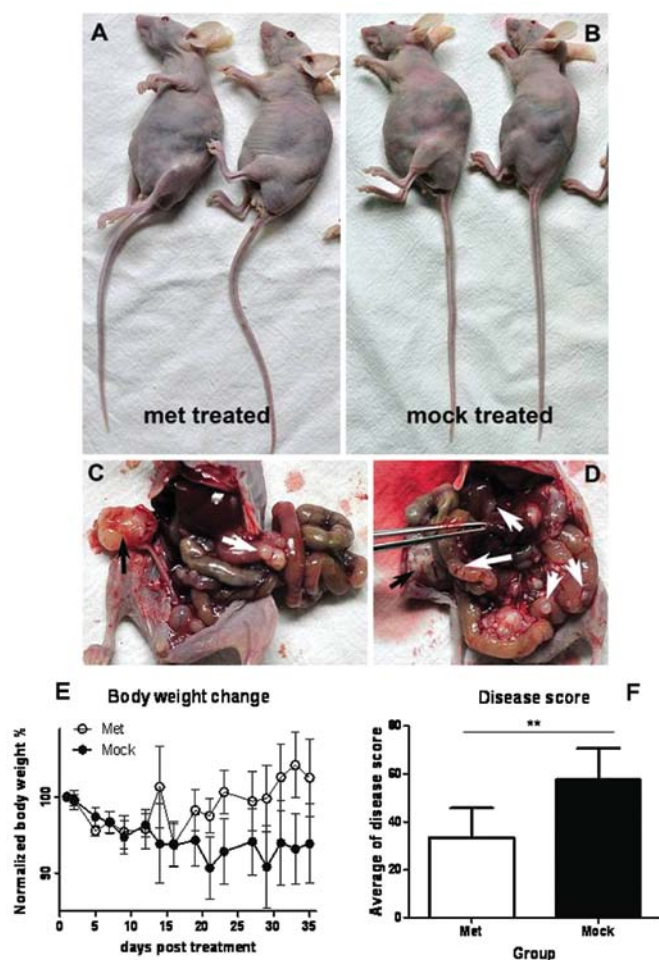 A
B
met treated
mock treated
C
D
E
Body weight change
Met
Mock
Normalized body weight %
100
90
0
5
10
15
20
25
30
35
days post treatment
Disease score
F
**
Average of disease score
80
60
40
20
0
Met
Mock
Group